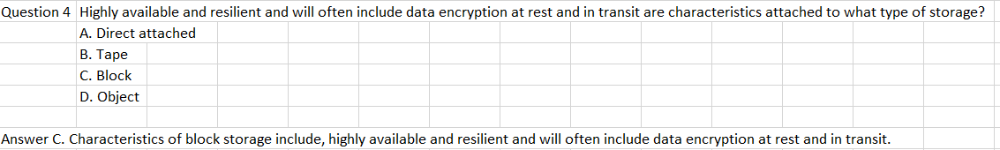 Question 4 Highly available and resilient and will often include data encryption at rest and in transit are characteristics attached to what type of storage?
A. Direct attached
B. Tape
C. Block
D. Object
Answer C. Characteristics of block storage include, highly available and resilient and will often include data encryption at rest and in transit.